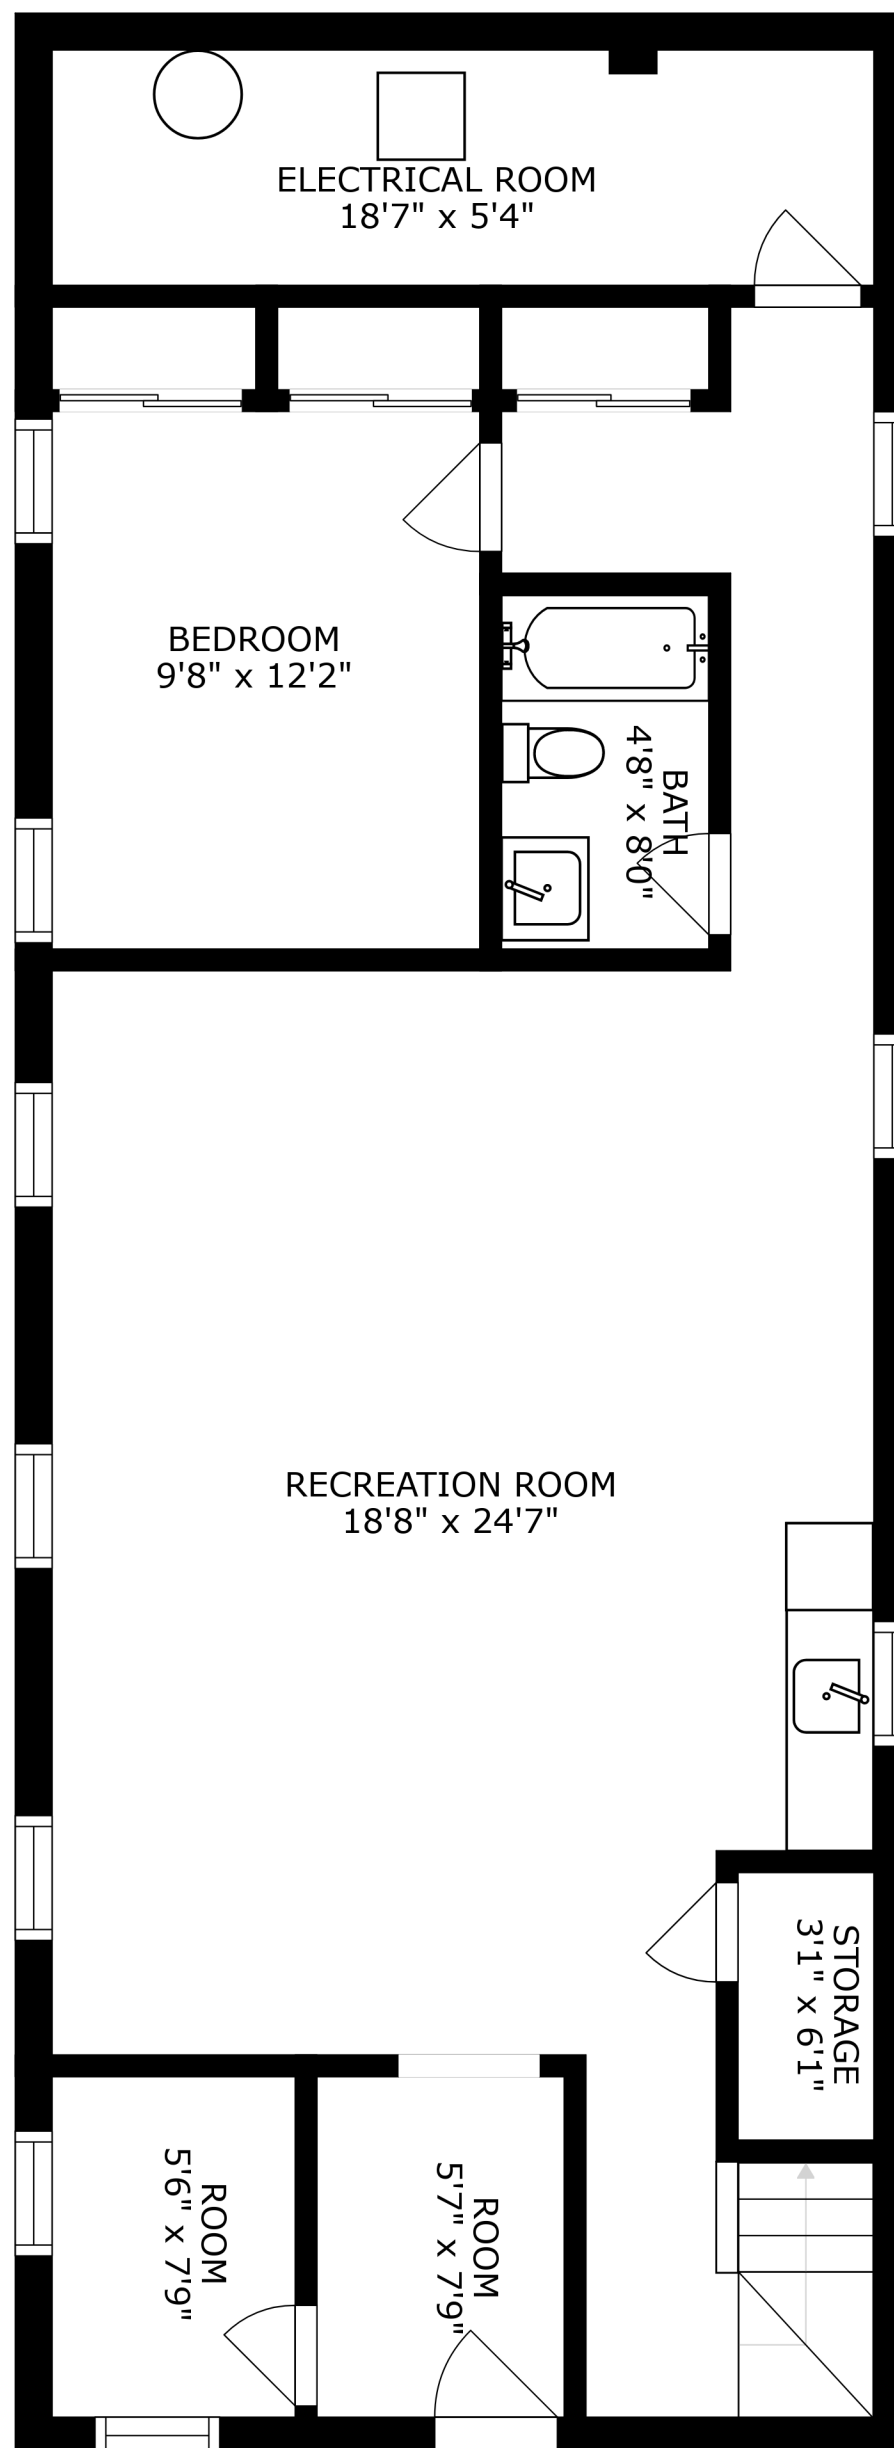 ELECTRICAL ROOM
18'7" x 5'4"
BEDROOM
9'8" x 12'2"
BATH
4'8" x 8'0"
RECREATION ROOM
18'8" x 24'7"
STORAGE
3'1" x 6'1"
ROOM
5'6" x 7'9"
ROOM
5'7" x 7'9"